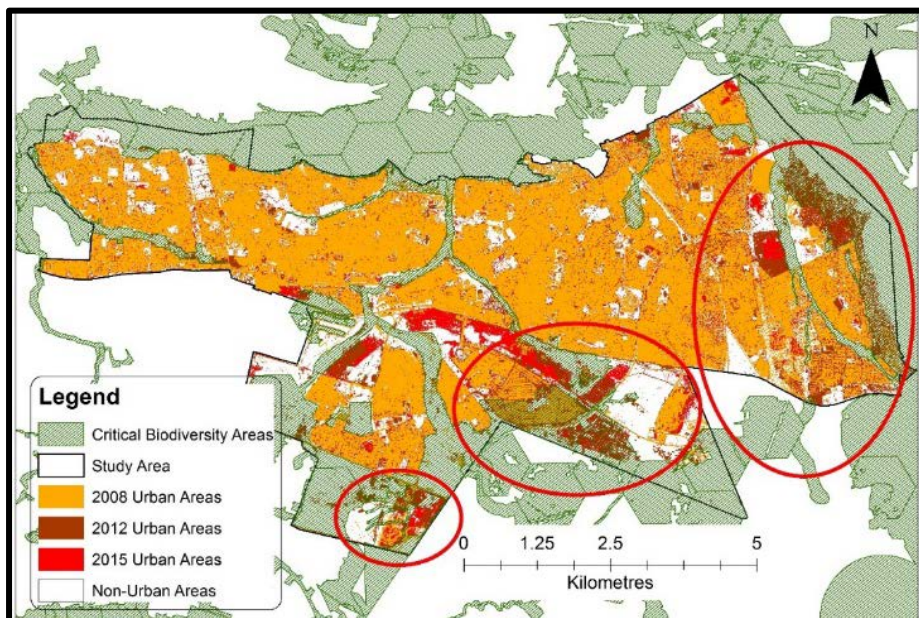 N
Legend
Critical Biodiversity Areas
Study Area
2008 Urban Areas
2012 Urban Areas
2015 Urban Areas
Non-Urban Areas
0 1.25 2.5 5
Kilometres